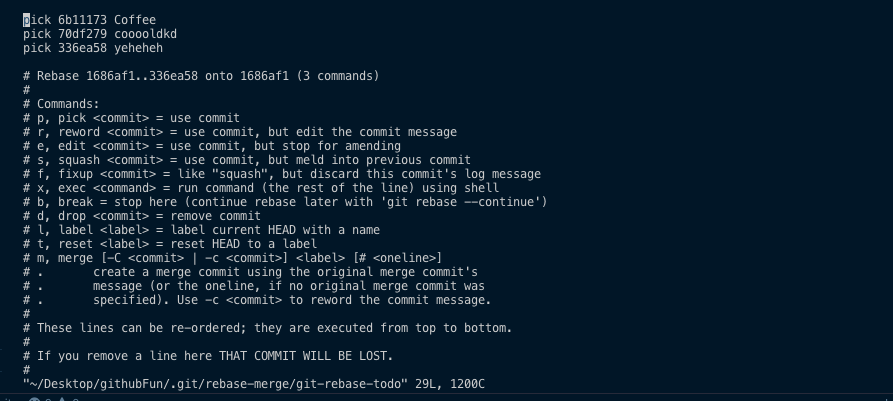 pick 6b11173 Coffee
pick 70df279 cooooldkd
pick 336ea58 yeheheh
# Rebase 1686af1..336ea58 onto 1686af1 (3 commands)
#
# Commands:
# p, pick <commit> = use commit
# r, reword <commit> = use commit, but edit the commit message
# e, edit <commit> = use commit, but stop for amending
# s, squash <commit> = use commit, but meld into previous commit
# f, fixup <commit> = like "squash", but discard this commit's log message
# x, exec <command> = run command (the rest of the line) using shell
# b, break = stop here (continue rebase later with 'git rebase --continue')
# d, drop <commit> = remove commit
# l, label <label> = label current HEAD with a name
# t, reset <label> = reset HEAD to a label
# m, merge [-C <commit> | -c <commit>] <label> [# <oneline>]
# .       create a merge commit using the original merge commit's
# .       message (or the oneline, if no original merge commit was
# .       specified). Use -c <commit> to reword the commit message.
#
# These lines can be re-ordered; they are executed from top to bottom.
#
# If you remove a line here THAT COMMIT WILL BE LOST.
#
"~/Desktop/githubFun/.git/rebase-merge/git-rebase-todo" 29L, 1200C